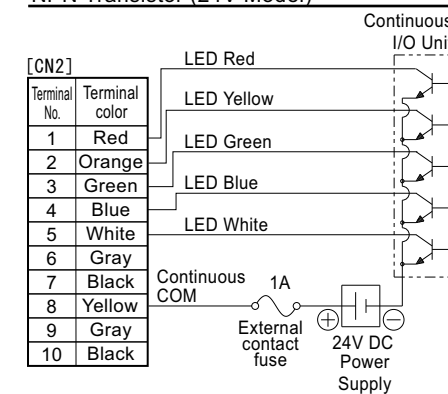 NPN Transistor (24V Model)
Continuous
I/O Uni
[CN2]
Terminal No. Terminal color
1 Red
2 Orange
3 Green
4 Blue
5 White
6 Gray
7 Black
8 Yellow
9 Gray
10 Black
LED Red
LED Yellow
LED Green
LED Blue
LED White
Continuous
COM
1A
External
contact
fuse
+ −
24V DC
Power
Supply